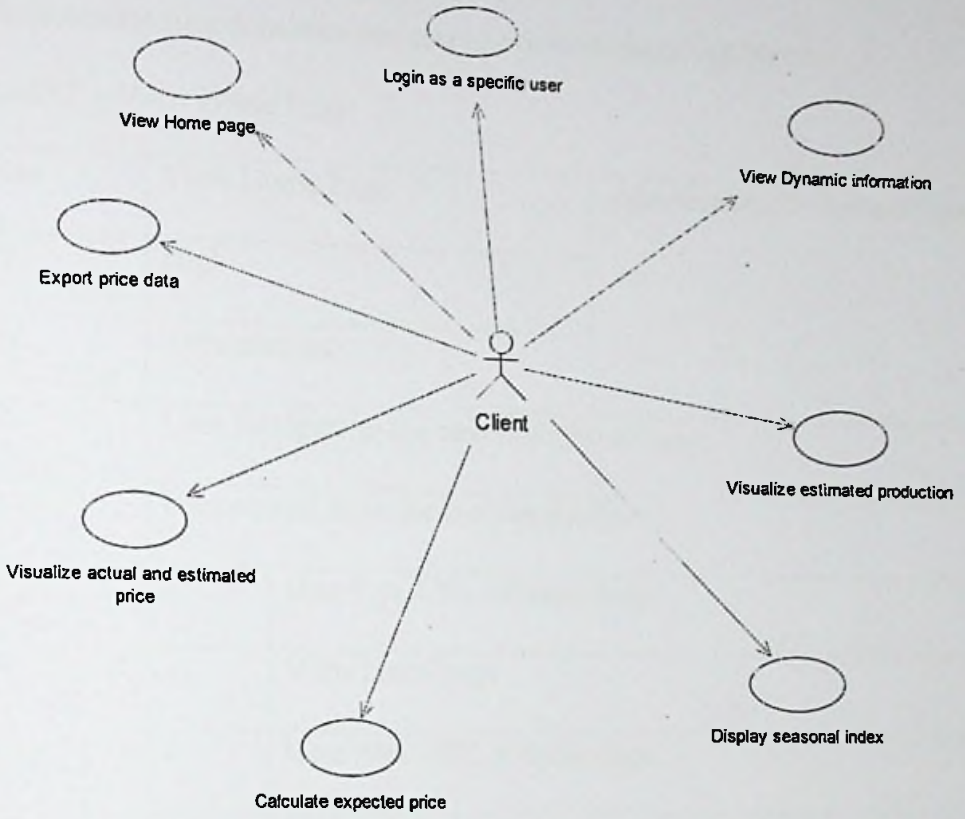 Login as a specific user
View Home page
View Dynamic information
Export price data
Client
Visualize estimated production
Visualize actual and estimated
price
Display seasonal index
Calculate expected price